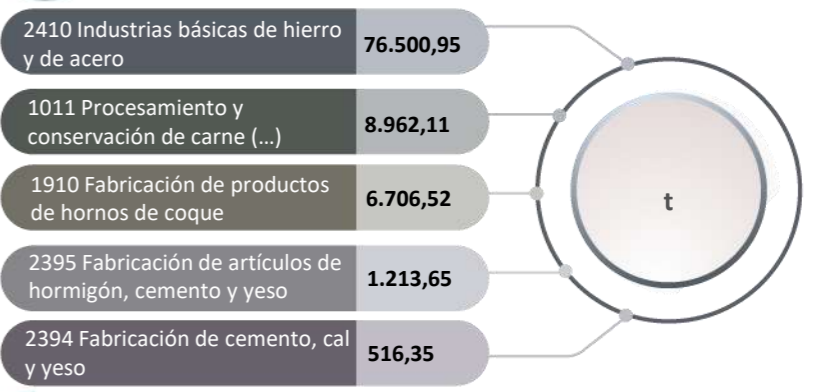 2410 Industrias básicas de hierro
y de acero
76.500,95
1011 Procesamiento y
conservación de carne (...)
8.962,11
1910 Fabricación de productos
de hornos de coque
6.706,52
2395 Fabricación de artículos de
hormigón, cemento y yeso
1.213,65
2394 Fabricación de cemento, cal
y yeso
516,35
t